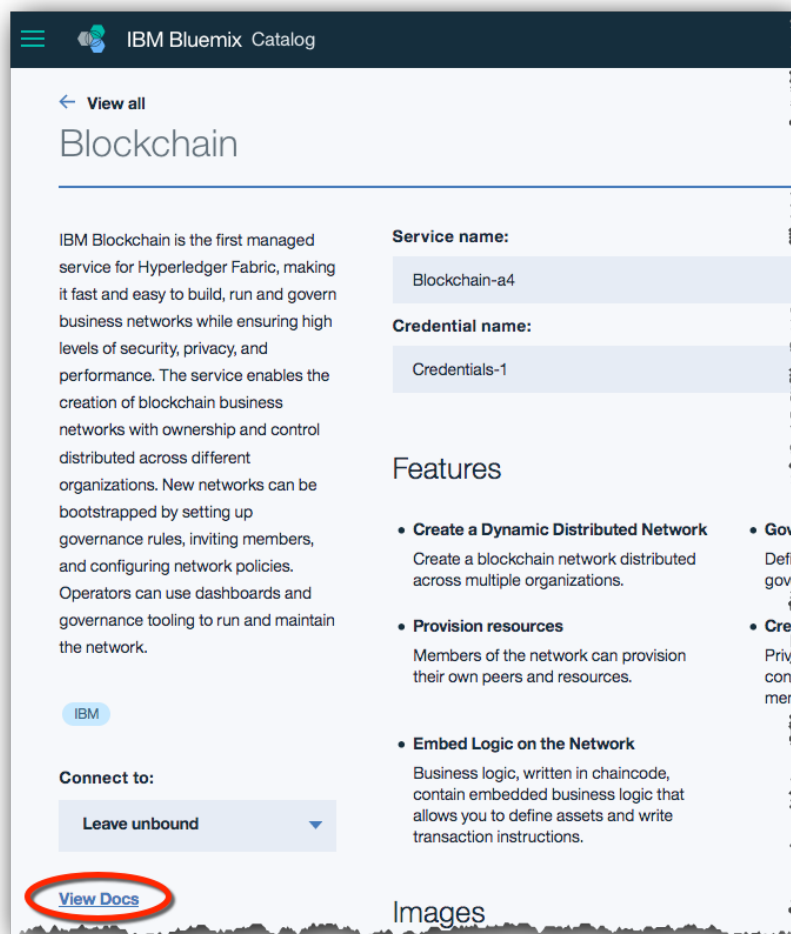 IBM Bluemix Catalog
← View all
Blockchain
IBM Blockchain is the first managed
service for Hyperledger Fabric, making
it fast and easy to build, run and govern
business networks while ensuring high
levels of security, privacy, and
performance. The service enables the
creation of blockchain business
networks with ownership and control
distributed across different
organizations. New networks can be
bootstrapped by setting up
governance rules, inviting members,
and configuring network policies.
Operators can use dashboards and
governance tooling to run and maintain
the network.
IBM
Connect to:
Leave unbound
View Docs
Service name:
Blockchain-a4
Credential name:
Credentials-1
Features
• Create a Dynamic Distributed Network
Create a blockchain network distributed
across multiple organizations.
• Provision resources
Members of the network can provision
their own peers and resources.
• Embed Logic on the Network
Business logic, written in chaincode,
contain embedded business logic that
allows you to define assets and write
transaction instructions.
Images